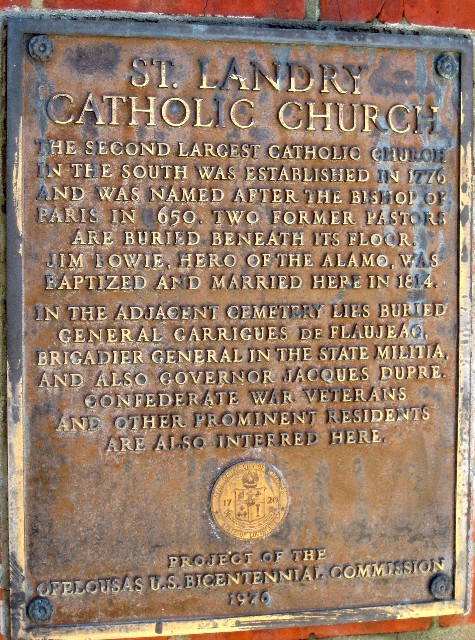 ST. LANDRY
CATHOLIC CHURCH
THE SECOND LARGEST CATHOLIC CHURCH
IN THE SOUTH WAS ESTABLISHED IN 1776
AND WAS NAMED AFTER THE BISHOP OF
PARIS IN 650. TWO FORMER PASTORS
ARE BURIED BENEATH ITS FLOOR.
JIM BOWIE, HERO OF THE ALAMO, WAS
BAPTIZED AND MARRIED HERE IN 1814.
IN THE ADJACENT CEMETERY LIES BURIED
GENERAL GARRIGUES DE FLAUJEAC,
BRIGADIER GENERAL IN THE STATE MILITIA,
AND ALSO GOVERNOR JACQUES DUPRE.
CONFEDERATE WAR VETERANS
AND OTHER PROMINENT RESIDENTS
ARE ALSO INTERRED HERE.
17 20
PROJECT OF THE
OPELOUSAS U.S. BICENTENNIAL COMMISSION
1976